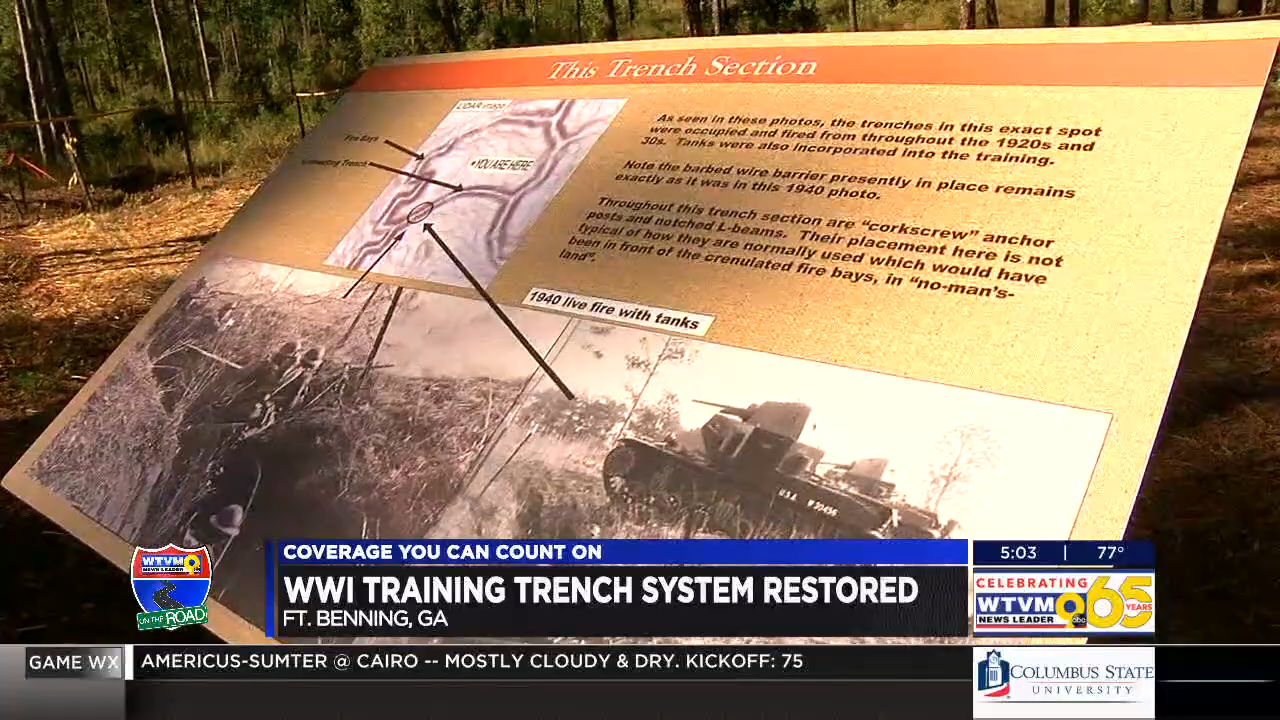 This Trench Section
LiDAR image
Fire Bays
Connecting Trench
YOU ARE HERE
As seen in these photos, the trenches in this exact spot
were occupied and fired from throughout the 1920s and
30s. Tanks were also incorporated into the training.
Note the barbed wire barrier presently in place remains
exactly as it was in this 1940 photo.
Throughout this trench section are "corkscrew" anchor
posts and notched L-beams. Their placement here is not
typical of how they are normally used which would have
been in front of the crenulated fire bays, in "no-man's-
land".
1940 live fire with tanks
U.S.A.
WTVM 9
NEWS LEADER
ON THE ROAD
COVERAGE YOU CAN COUNT ON
WWI TRAINING TRENCH SYSTEM RESTORED
FT. BENNING, GA
5:03 | 77°
CELEBRATING
WTVM 9 65
NEWS LEADER abc YEARS
GAME WX
AMERICUS-SUMTER @ CAIRO -- MOSTLY CLOUDY & DRY. KICKOFF: 75
COLUMBUS STATE
UNIVERSITY